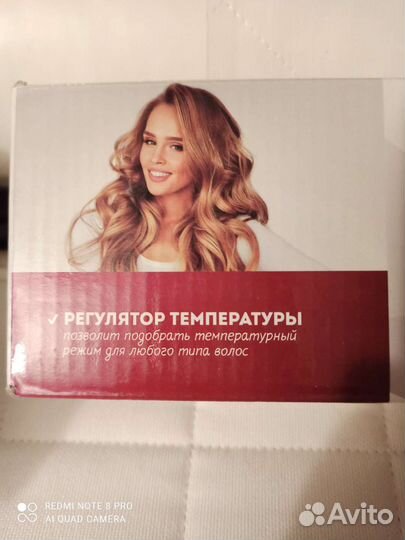 ✓ РЕГУЛЯТОР ТЕМПЕРАТУРЫ
позволит подобрать температурный
режим для любого типа волос
REDMI NOTE 8 PRO
AI QUAD CAMERA
Avito